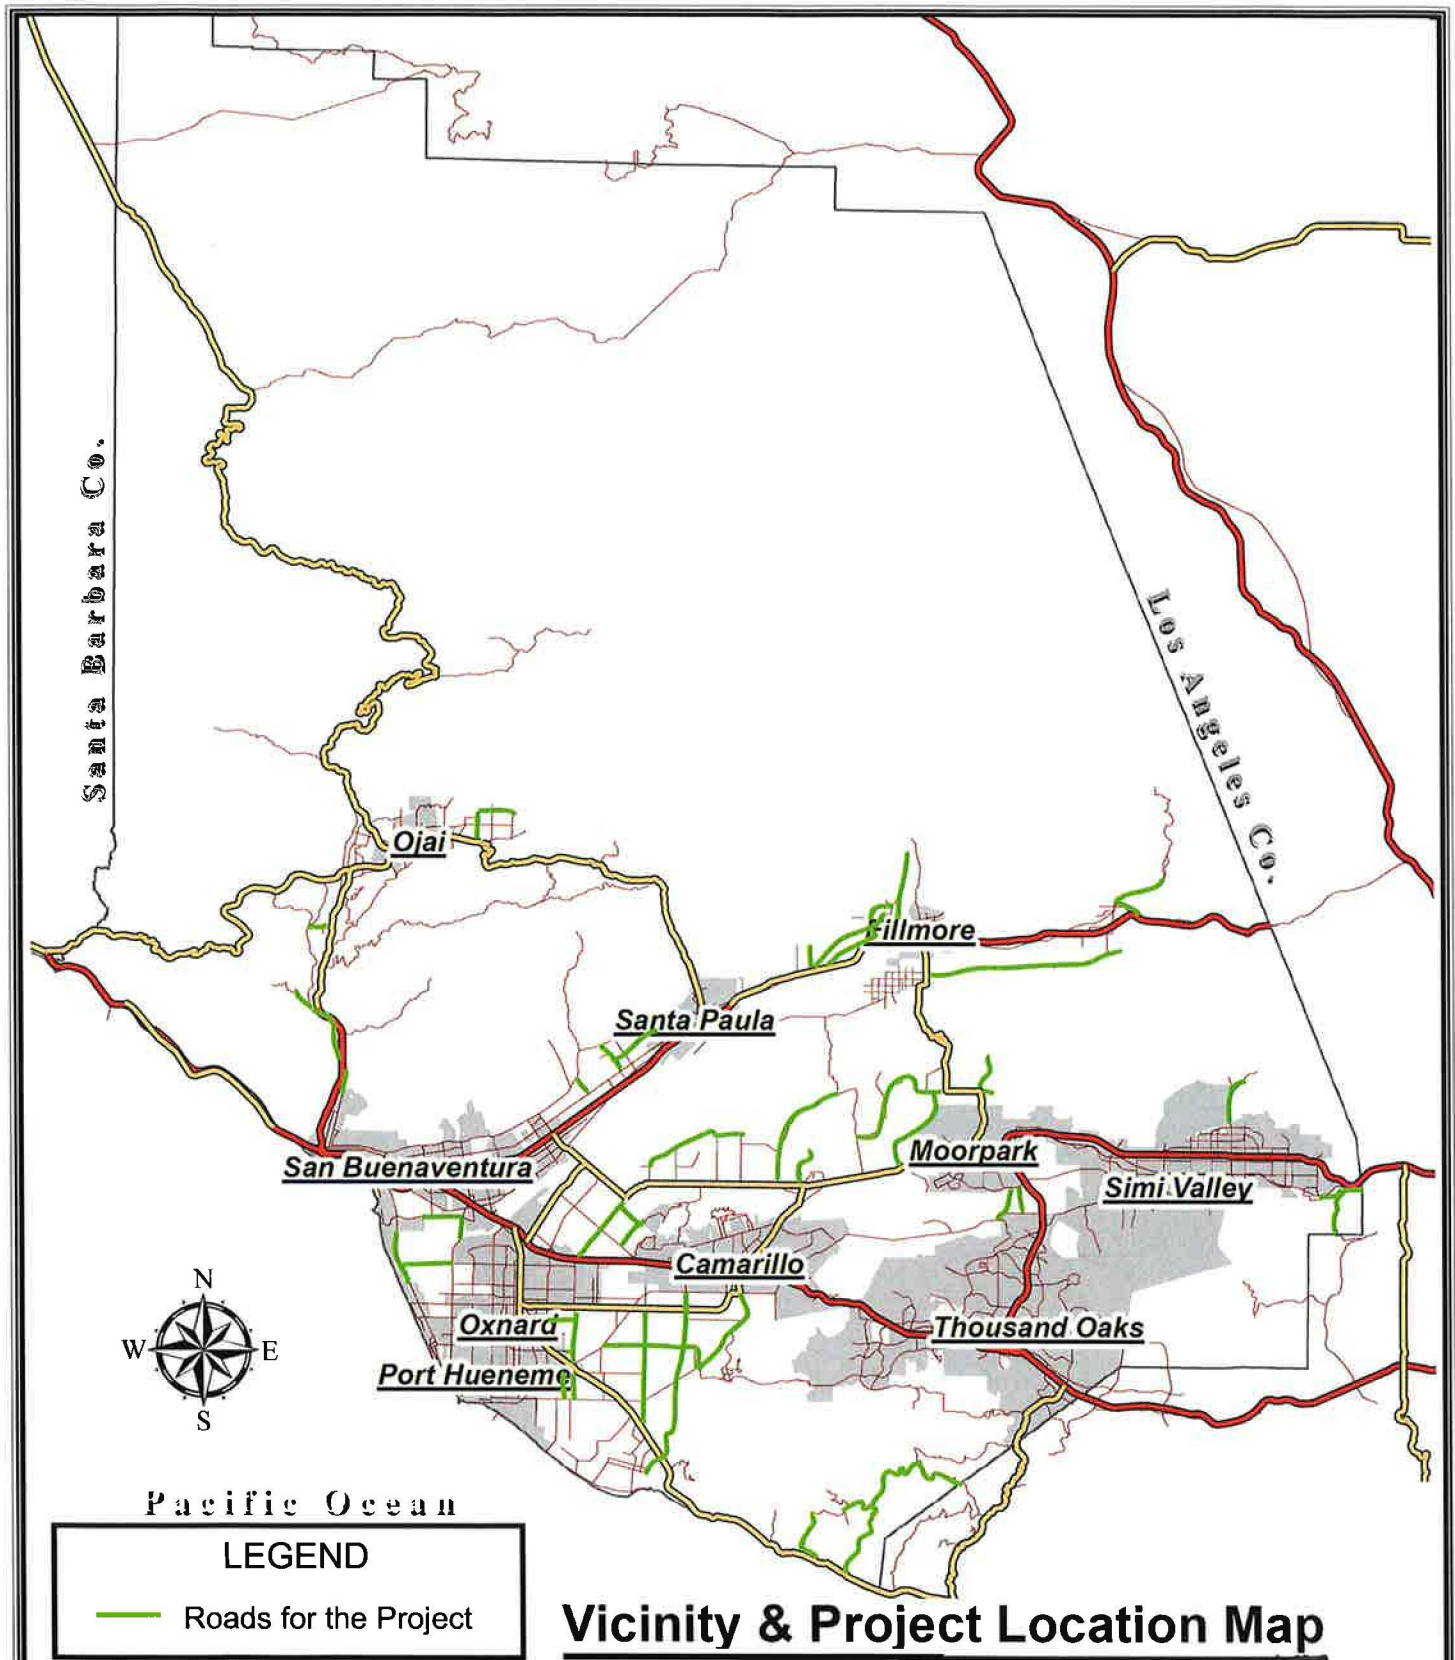 Santa Barbara Co.
Los Angeles Co.
Ojai
Fillmore
Santa Paula
San Buenaventura
Moorpark
Simi Valley
Camarillo
Oxnard
Thousand Oaks
Port Hueneme
N
W E
S
Pacific Ocean
LEGEND
Roads for the Project
Vicinity & Project Location Map